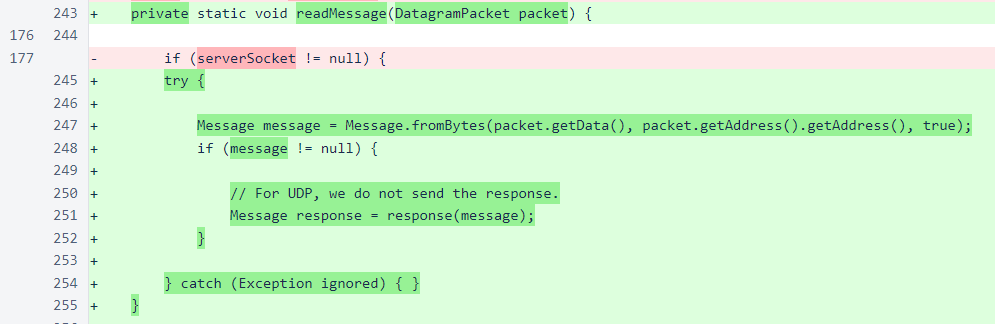 243 + private static void readMessage(DatagramPacket packet) {
176 244
177 - if (serverSocket != null) {
245 + try {
246 +
247 + Message message = Message.fromBytes(packet.getData(), packet.getAddress().getAddress(), true);
248 + if (message != null) {
249 +
250 + // For UDP, we do not send the response.
251 + Message response = response(message);
252 + }
253 +
254 + } catch (Exception ignored) { }
255 + }